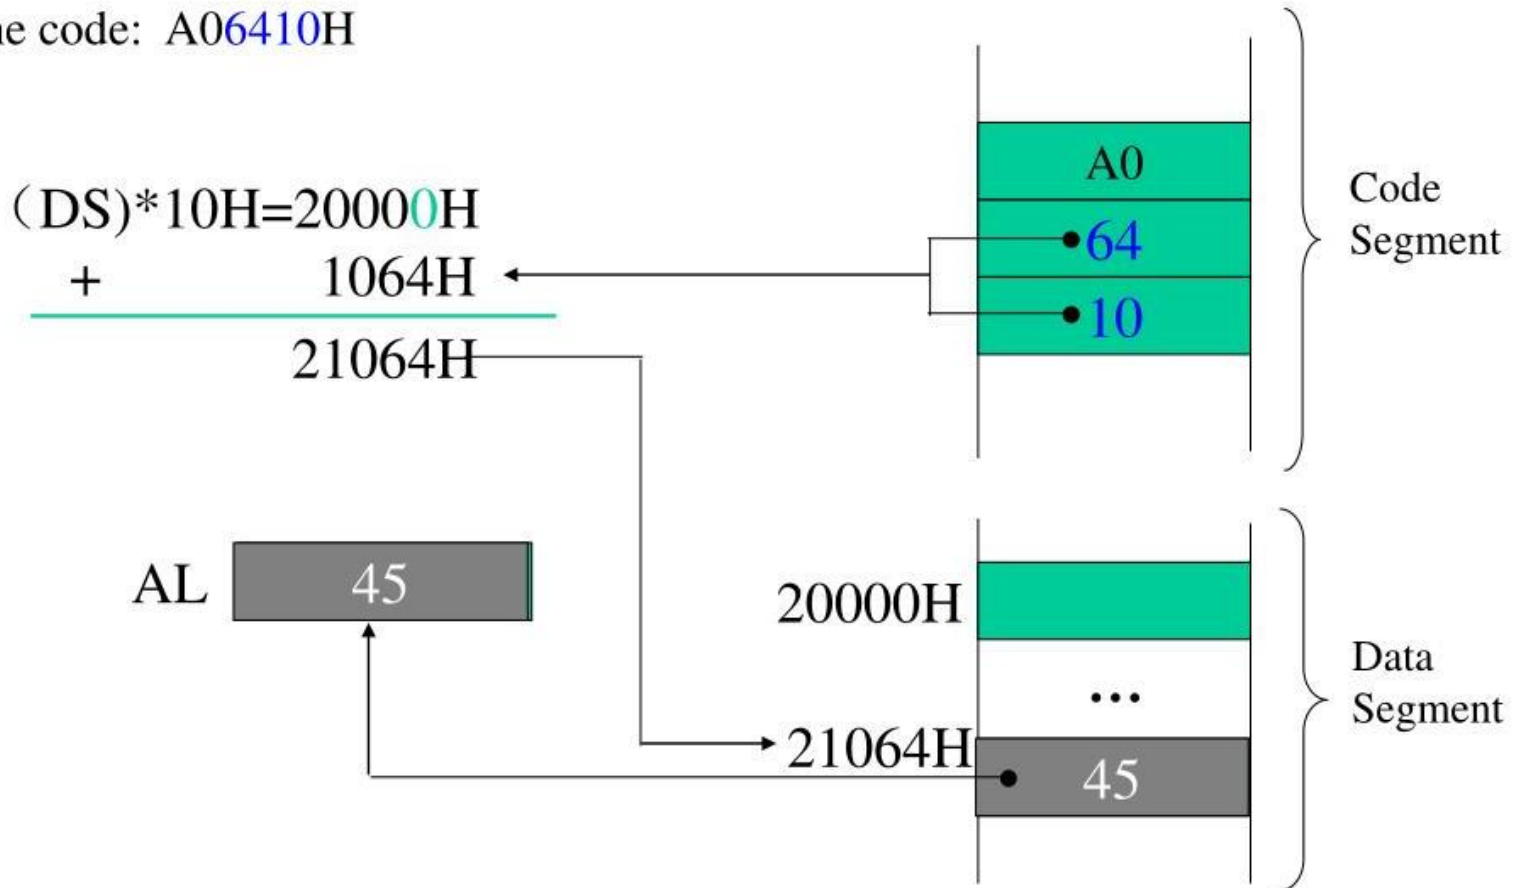 ne code: A06410H
（DS)*10H=20000H
+ 1064H
21064H
A0
64
10
Code
Segment
AL 45
20000H
...
21064H 45
Data
Segment